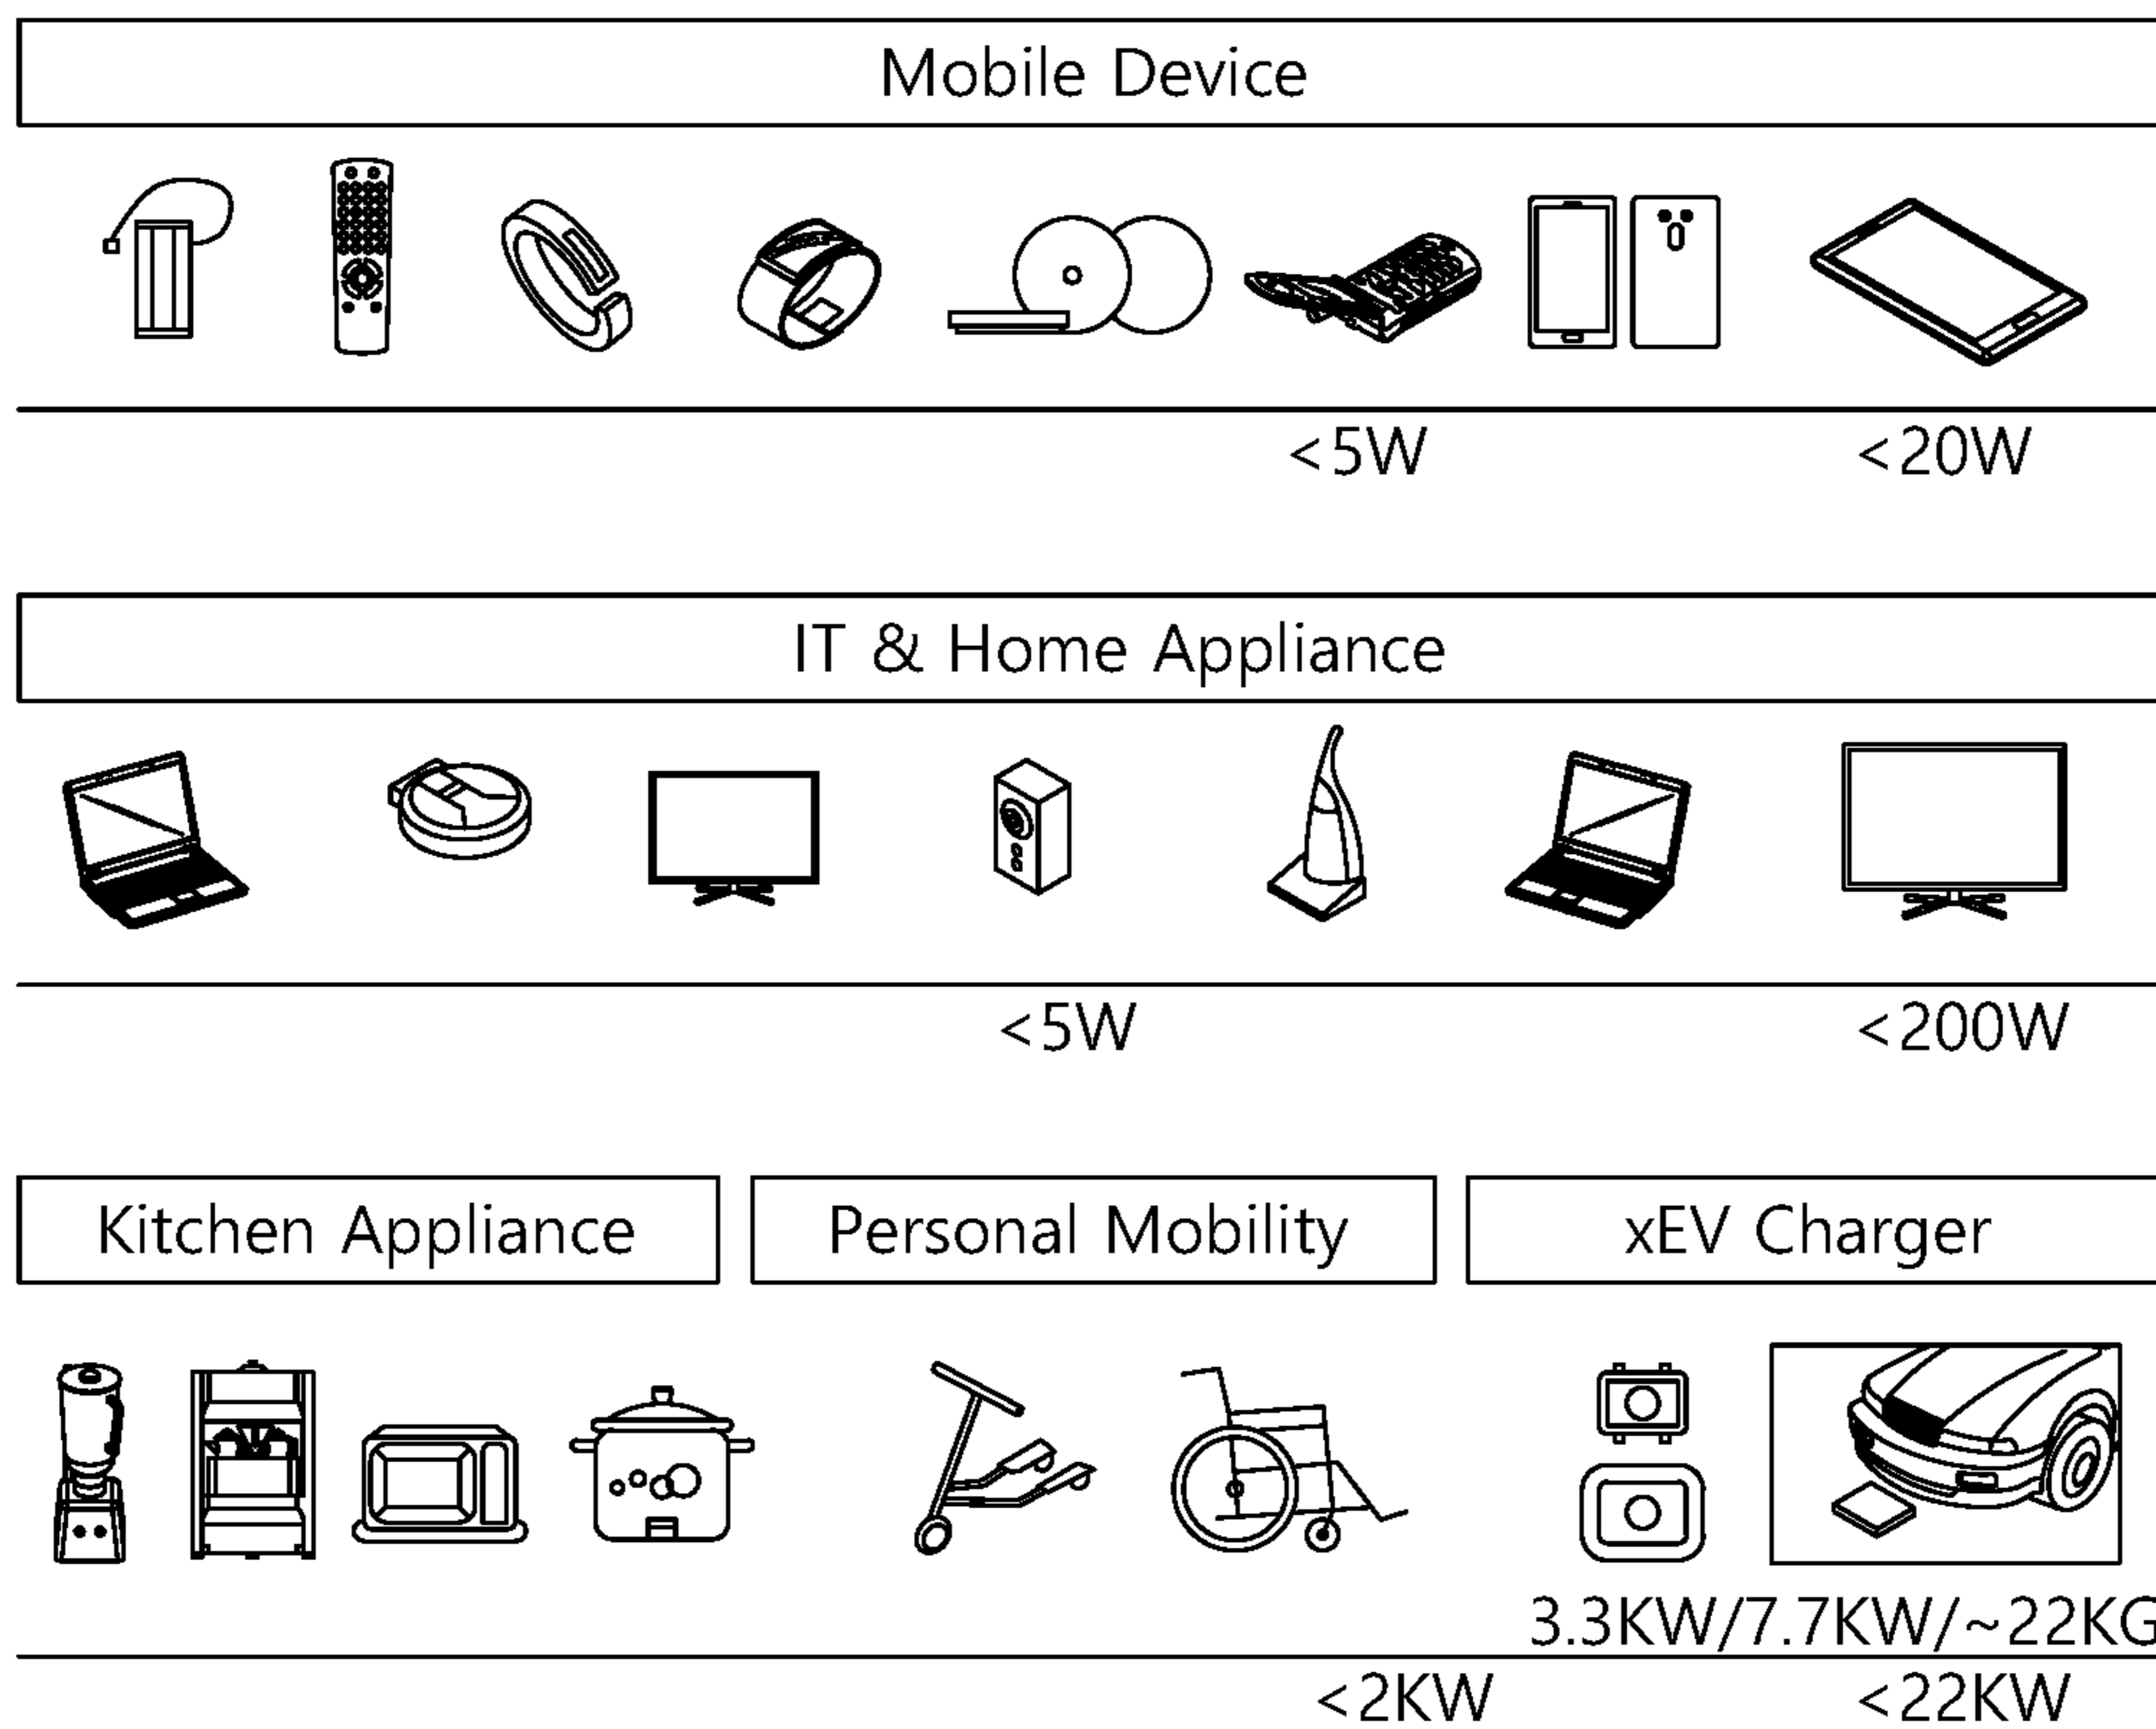 Mobile Device
<5W <20W
IT & Home Appliance
<5W <200W
Kitchen Appliance Personal Mobility xEV Charger
3.3KW/7.7KW/~22KG
<2KW <22KW